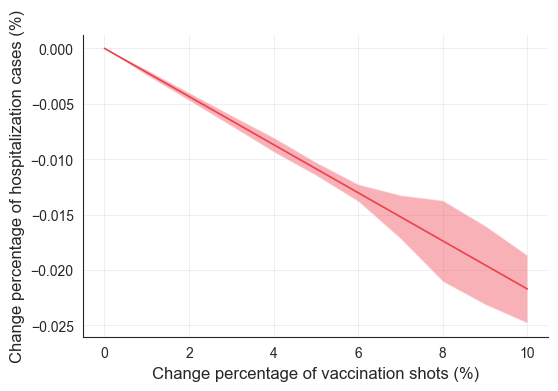 Change percentage of hospitalization cases (%)
0.000
−0.005
−0.010
−0.015
−0.020
−0.025
0 2 4 6 8 10
Change percentage of vaccination shots (%)